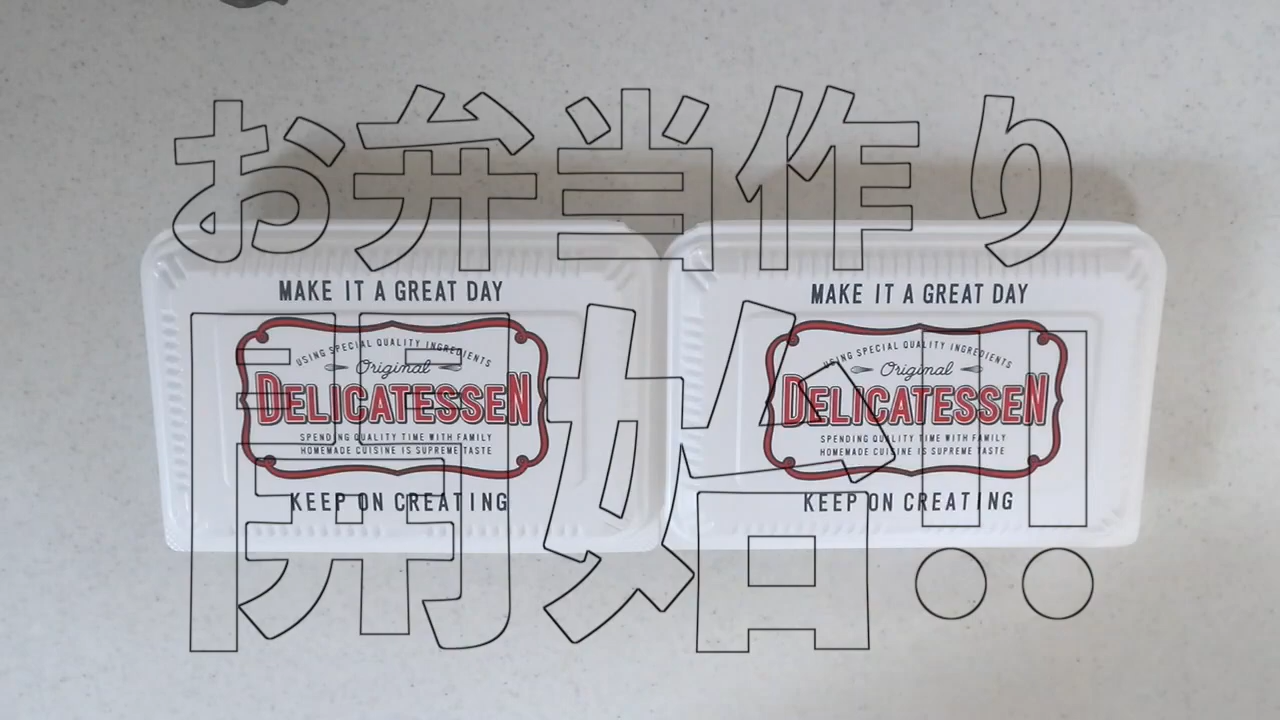 お弁当作り
開始!!
MAKE IT A GREAT DAY
USING SPECIAL QUALITY INGREDIENTS
Original
DELICATESSEN
SPENDING QUALITY TIME WITH FAMILY
HOMEMADE CUISINE IS SUPREME TASTE
KEEP ON CREATING
MAKE IT A GREAT DAY
USING SPECIAL QUALITY INGREDIENTS
Original
DELICATESSEN
SPENDING QUALITY TIME WITH FAMILY
HOMEMADE CUISINE IS SUPREME TASTE
KEEP ON CREATING